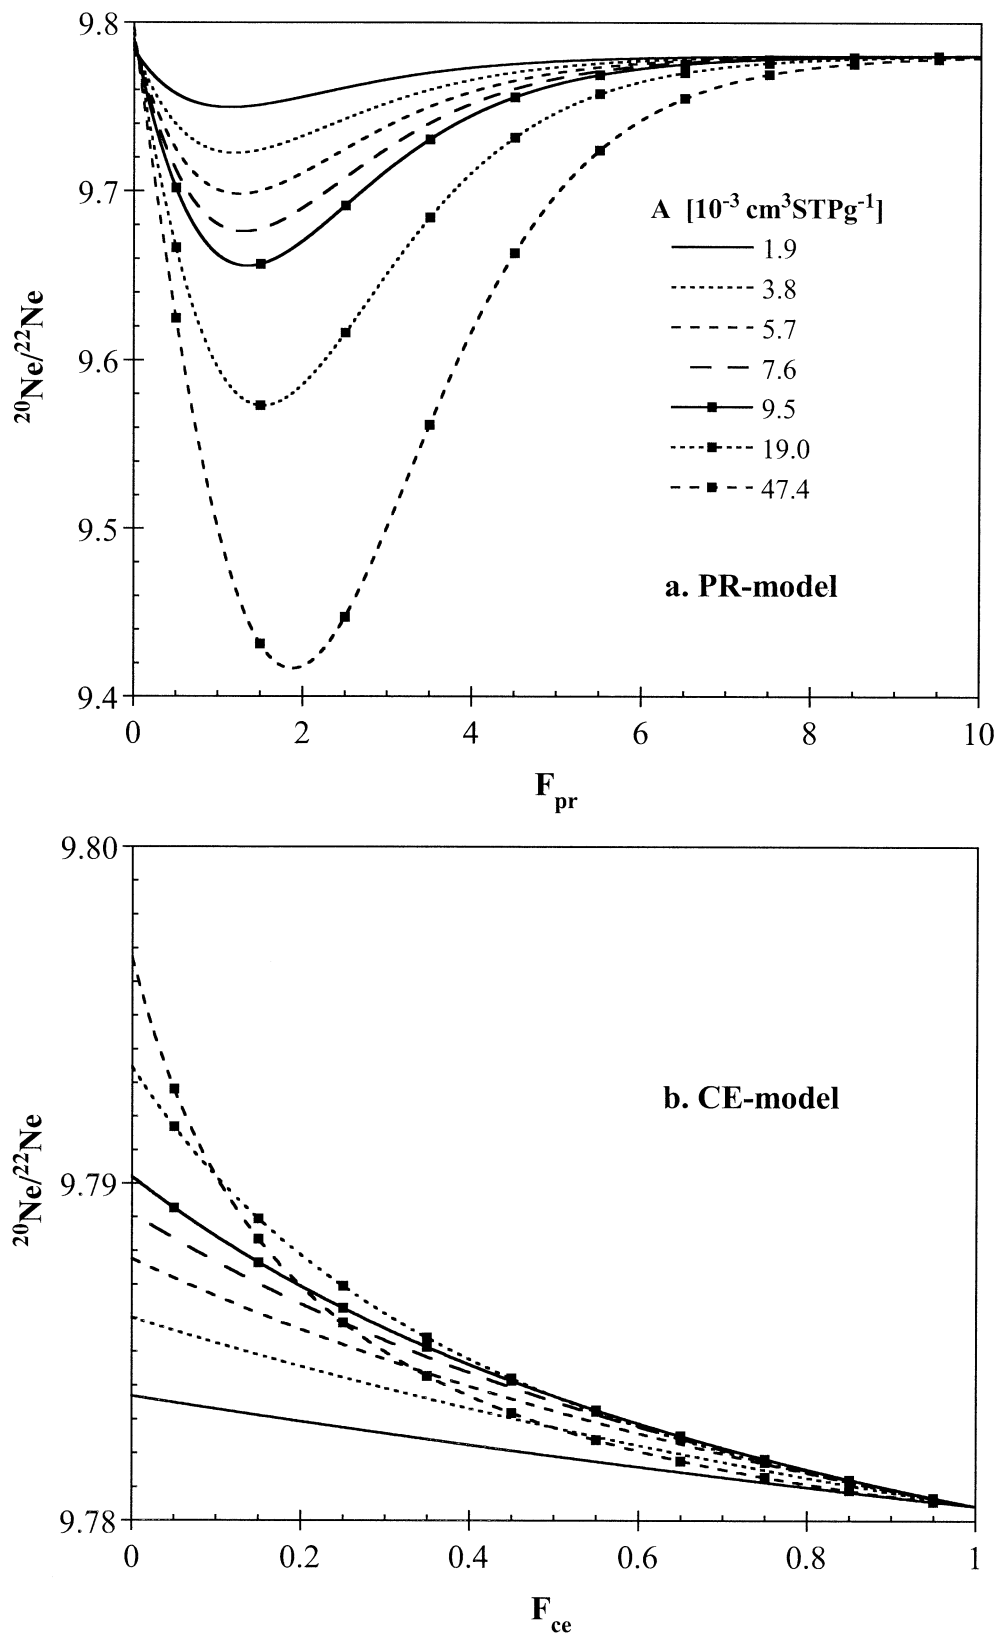 9.8
9.7
9.6
9.5
9.4
²⁰Ne/²²Ne
A [10⁻³ cm³STPg⁻¹]
1.9
3.8
5.7
7.6
9.5
19.0
47.4
a. PR-model
0 2 4 6 8 10
F_pr
9.80
9.79
9.78
²⁰Ne/²²Ne
b. CE-model
0 0.2 0.4 0.6 0.8 1
F_ce